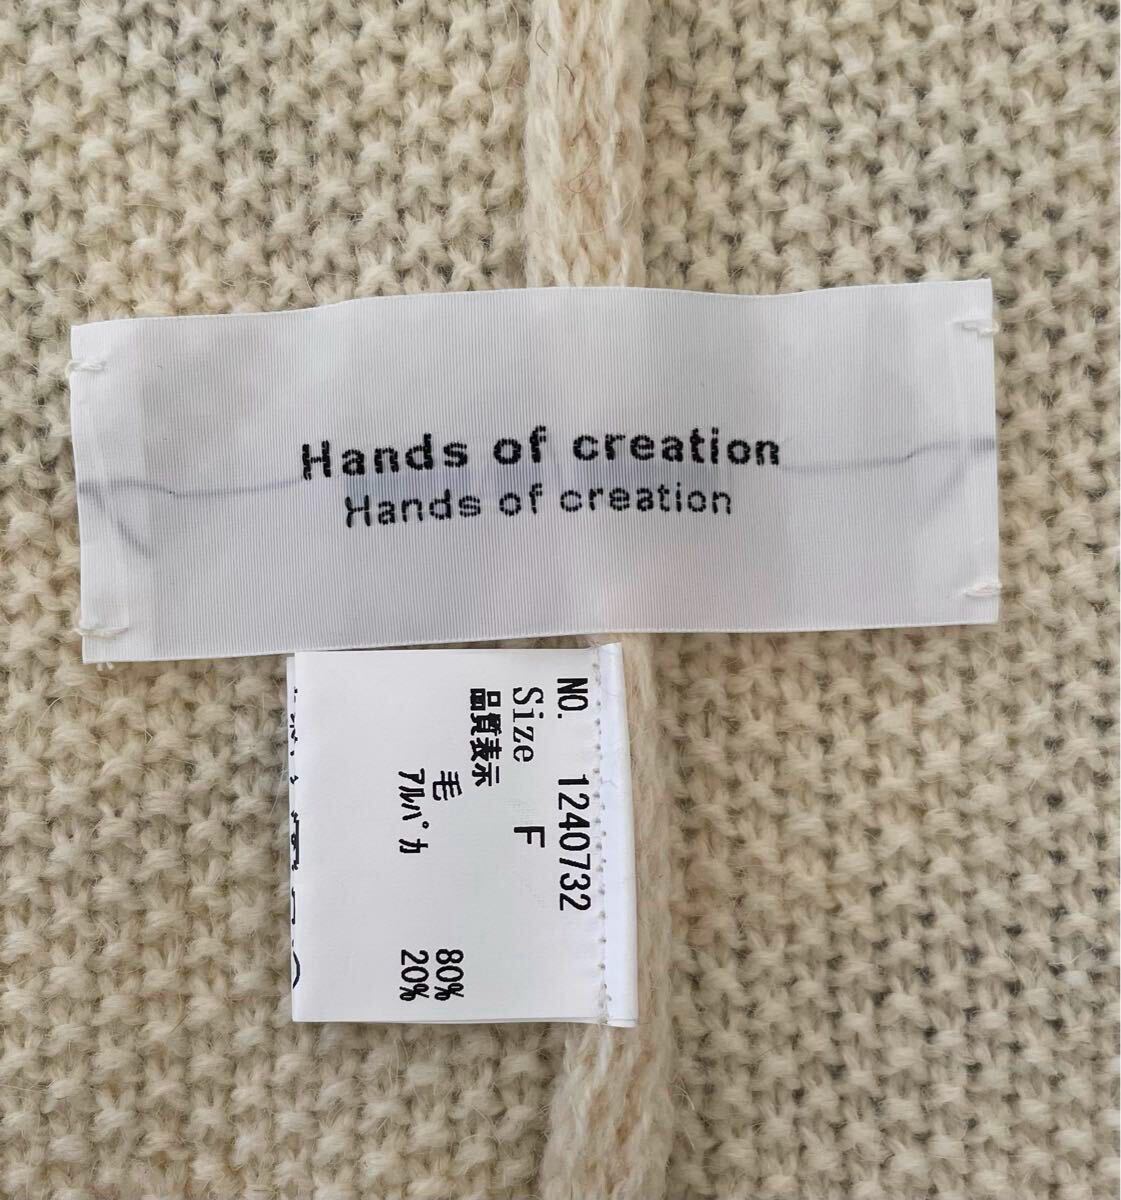 Hands of creation
Hands of creation
NO. 1240732
Size F
品質表示
毛 80%
ｱﾙﾊﾟｶ 20%